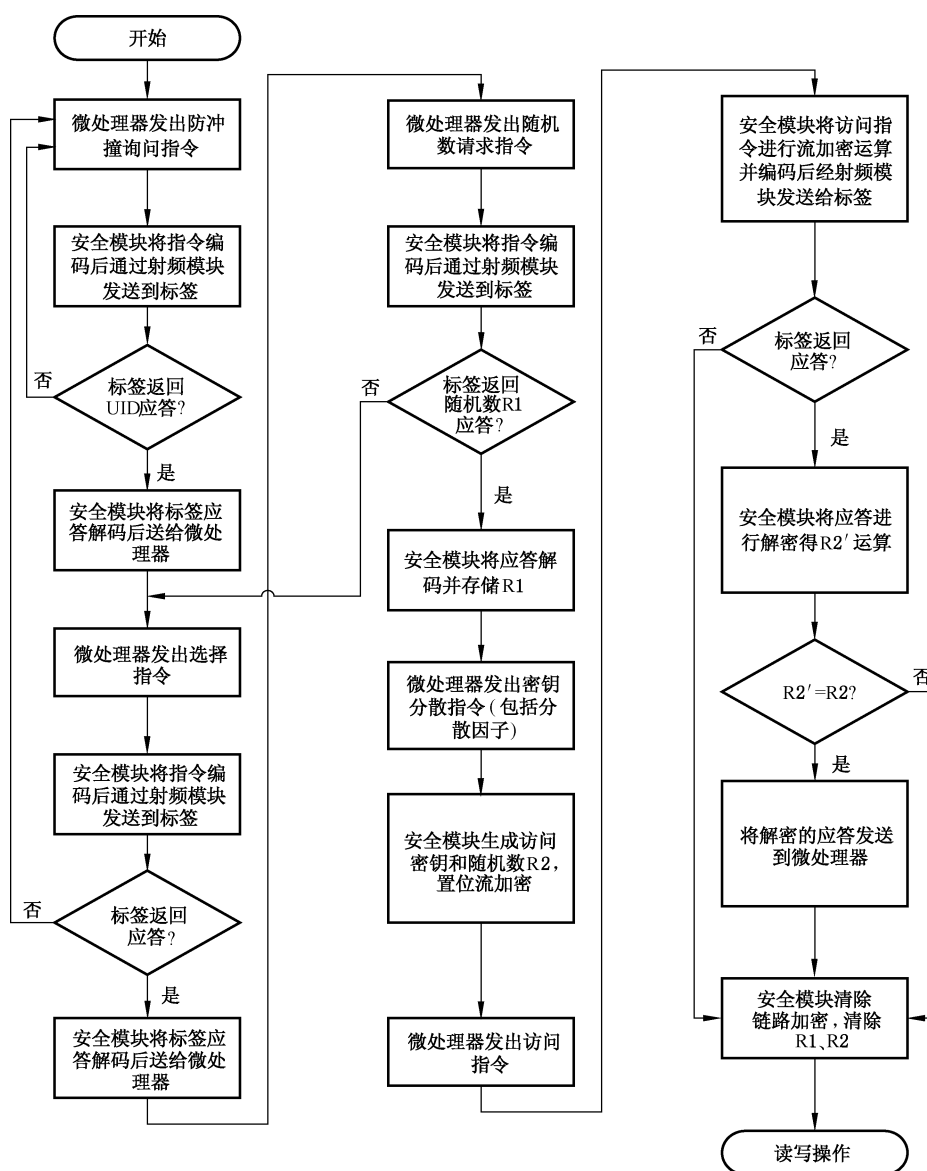 开始
微处理器发出防冲
撞询问指令
安全模块将指令编
码后通过射频模块
发送到标签
标签返回
UID应答?
否
是
安全模块将标签应
答解码后送给微处
理器
微处理器发出选择
指令
安全模块将指令编
码后通过射频模块
发送到标签
标签返回
应答?
否
是
安全模块将标签应
答解码后送给微处
理器
微处理器发出随机
数请求指令
安全模块将指令编
码后通过射频模块
发送到标签
标签返回
随机数R1
应答?
否
是
安全模块将应答解
码并存储R1
微处理器发出密钥
分散指令(包括分
散因子)
安全模块生成访问
密钥和随机数R2,
置位流加密
微处理器发出访问
指令
安全模块将访问指
令进行流加密运算
并编码后经射频模
块发送给标签
标签返回
应答?
否
是
安全模块将应答进
行解密得R2′运算
R2′=R2?
否
是
将解密的应答发送
到微处理器
安全模块清除
链路加密,清除
R1、R2
读写操作